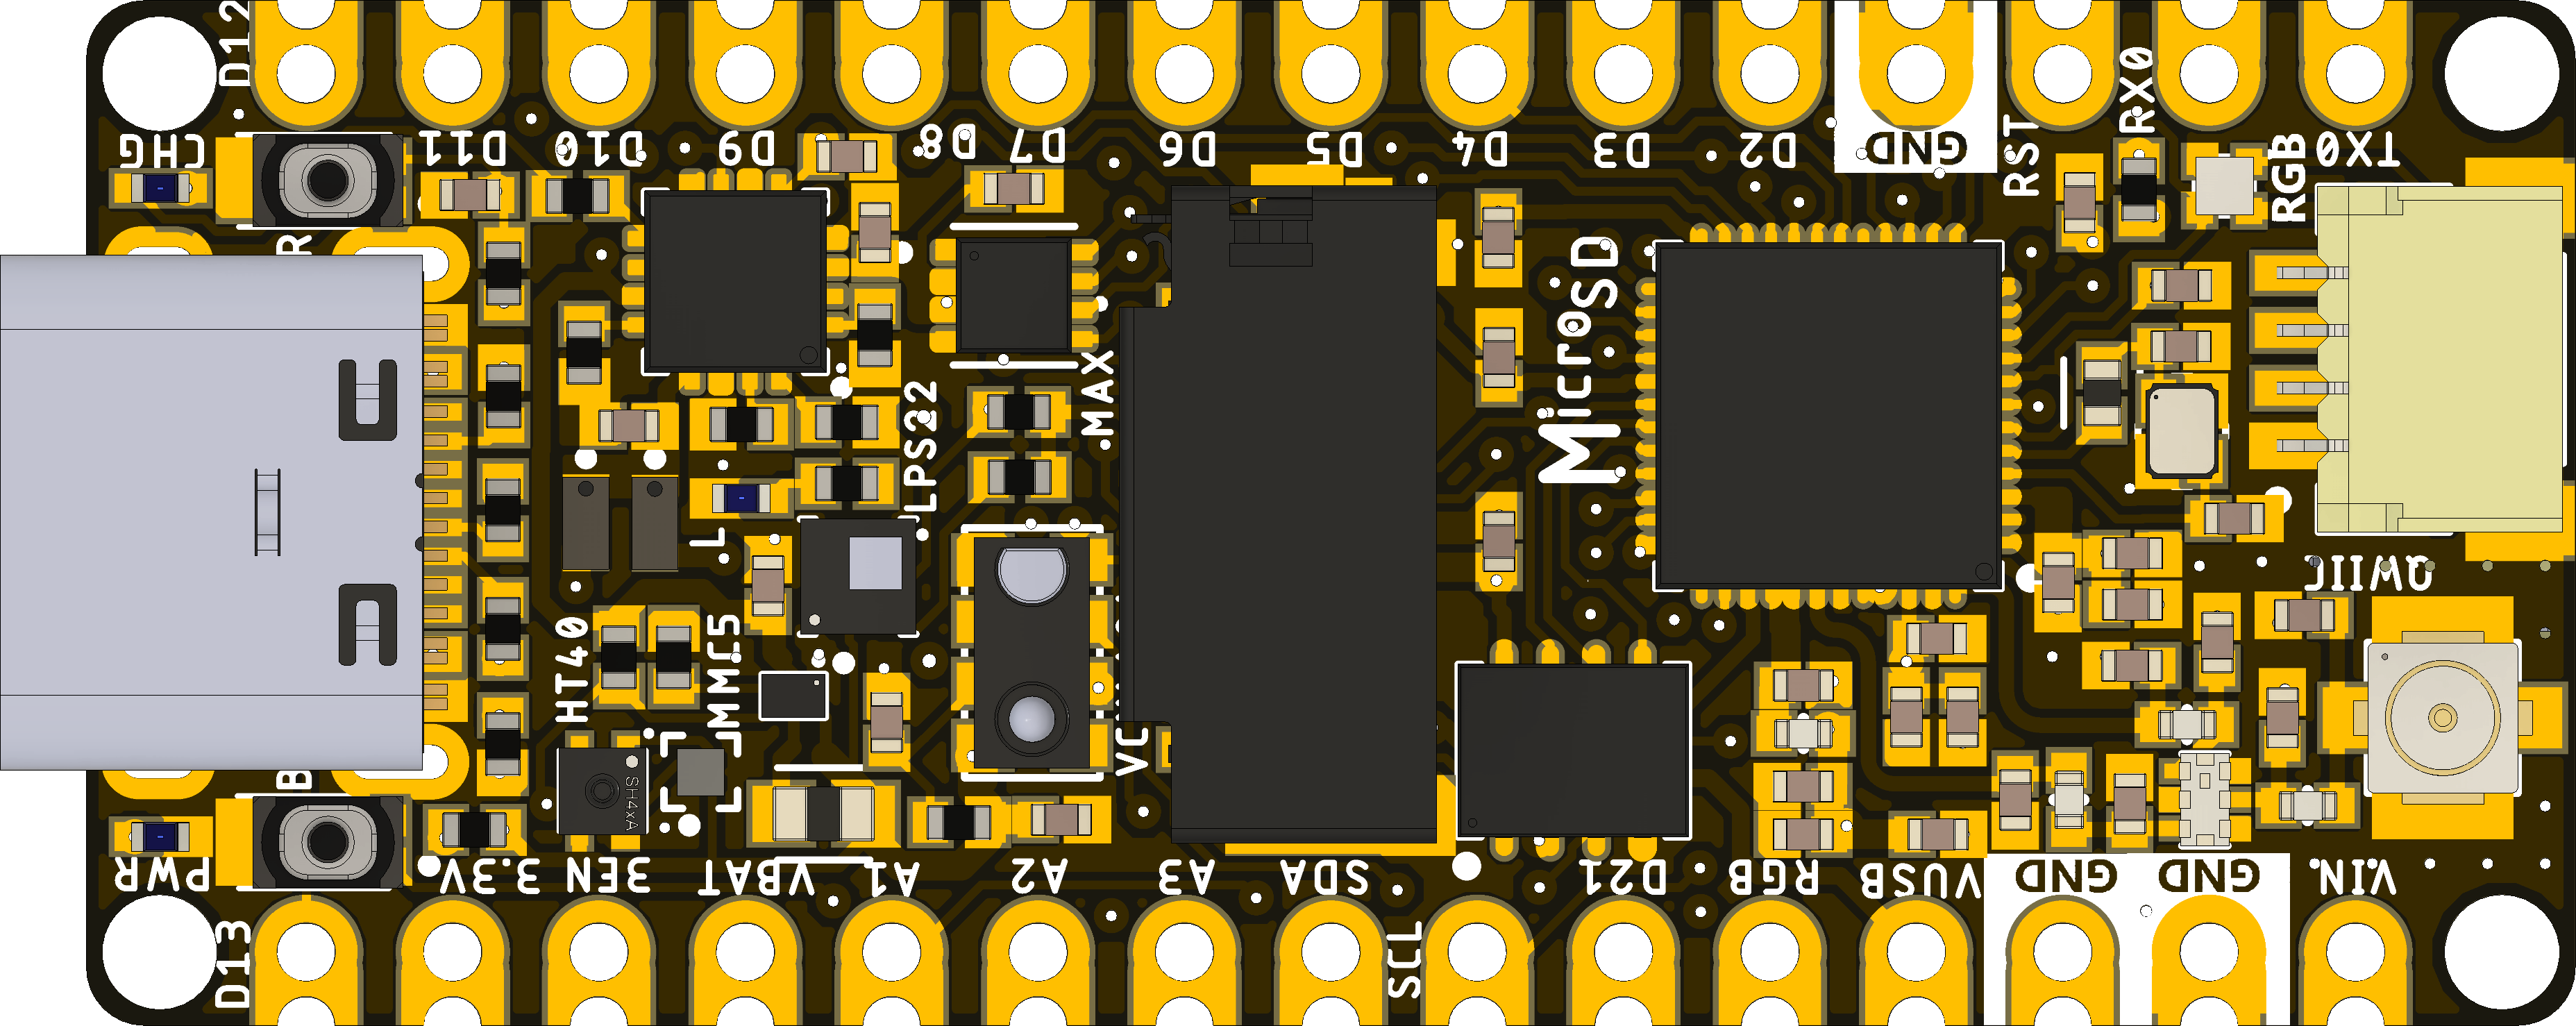 D12
CHG
D11
D10
D9
D8
D7
D6
D5
D4
D3
D2
GND
RST
RX0
RGB
TX0
R
MicroSD
MAX
LPS22
L
QWIIC
HT40
MMC5
VC
SH4xA
B
PWR
3.3V
3EN
VBAT
A1
A2
A3
SDA
SCL
D21
RGB
VUSB
GND
GND
VIN
D13